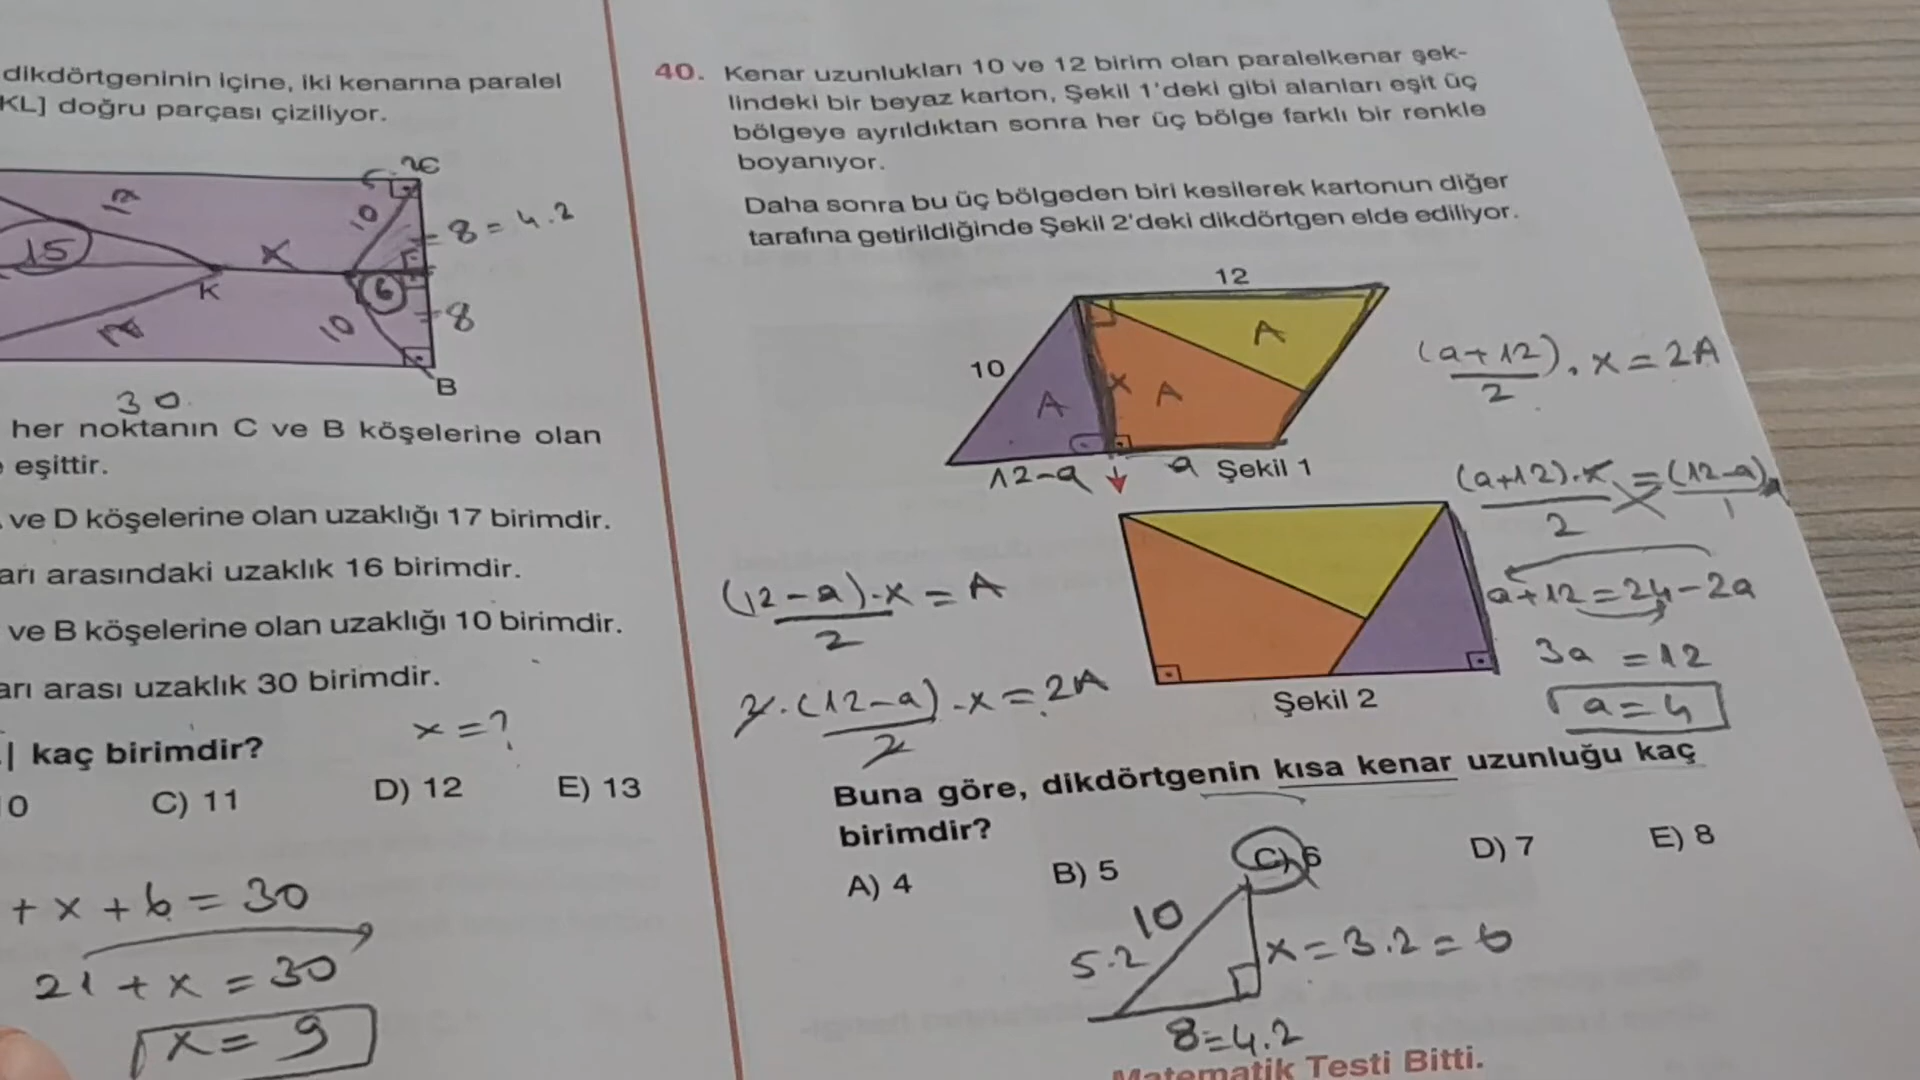 dikdörtgeninin içine, iki kenarına paralel
KL] doğru parçası çiziliyor.
15
17
K
x
10
10
6
F
= 8 = 4.2
= 8
B
30
her noktanın C ve B köşelerine olan
eşittir.
ve D köşelerine olan uzaklığı 17 birimdir.
arı arasındaki uzaklık 16 birimdir.
ve B köşelerine olan uzaklığı 10 birimdir.
arı arası uzaklık 30 birimdir.
x = ?
| kaç birimdir?
0 C) 11 D) 12 E) 13
+ x + 6 = 30
21 + x = 30
x = 9
40. Kenar uzunlukları 10 ve 12 birim olan paralelkenar şek-
lindeki bir beyaz karton, Şekil 1'deki gibi alanları eşit üç
bölgeye ayrıldıktan sonra her üç bölge farklı bir renkle
boyanıyor.
Daha sonra bu üç bölgeden biri kesilerek kartonun diğer
tarafına getirildiğinde Şekil 2'deki dikdörtgen elde ediliyor.
12
10
A
x
A
A
12-a
a
Şekil 1
(a+12)/2 . x = 2A
(a+12).x/2 = (12-a)/1
a+12 = 24-2a
3a = 12
a = 4
(12-a).x/2 = A
2.(12-a)/2 . x = 2A
Şekil 2
Buna göre, dikdörtgenin kısa kenar uzunluğu kaç
birimdir?
A) 4 B) 5 C) 6 D) 7 E) 8
10
5.2
x = 3.2 = 6
8=4.2
Matematik Testi Bitti.